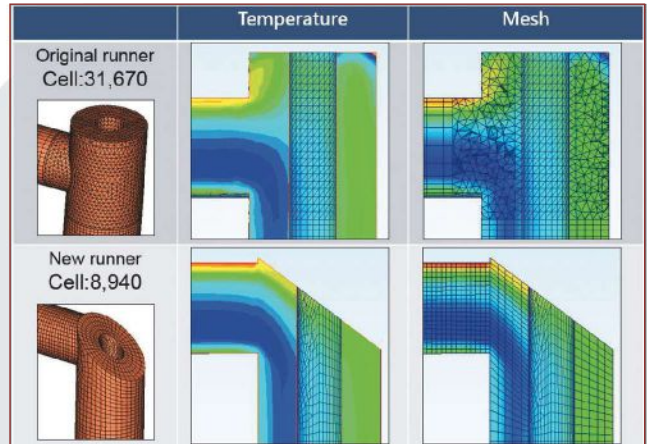 Temperature
Mesh
Original runner
Cell:31,670
New runner
Cell:8,940